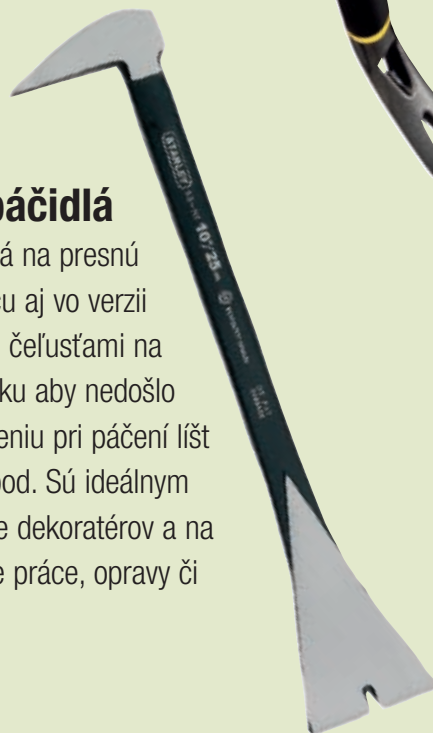 páčidlá
á na presnú
cu aj vo verzii
čeľusťami na
ku aby nedošlo
eniu pri páčení líšt
pod. Sú ideálnym
e dekoratérov a na
e práce, opravy či
STANLEY
10"/25